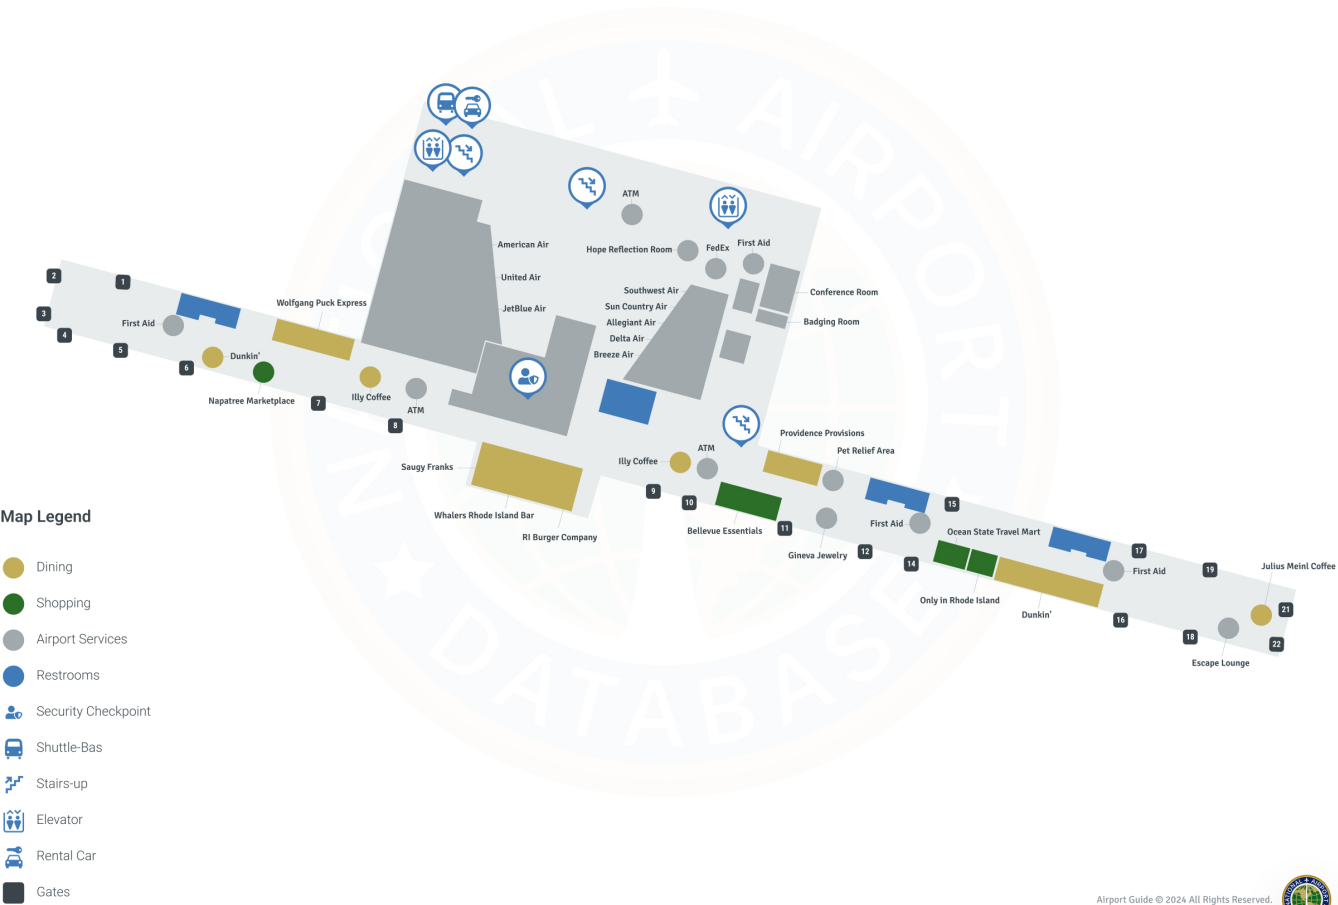 NATIONAL AIRPORT
DATABASE
ATM
American Air
United Air
JetBlue Air
Hope Reflection Room
FedEx
First Aid
Conference Room
Badging Room
Southwest Air
Sun Country Air
Allegiant Air
Delta Air
Breeze Air
2
1
3
4
5
First Aid
Wolfgang Puck Express
6
Dunkin'
Napatree Marketplace
7
Illy Coffee
ATM
8
Saugy Franks
Whalers Rhode Island Bar
RI Burger Company
Illy Coffee
ATM
9
10
Providence Provisions
Pet Relief Area
Bellevue Essentials
11
Gineva Jewelry
12
First Aid
15
14
Ocean State Travel Mart
Only in Rhode Island
Dunkin'
17
First Aid
16
19
18
Julius Meinl Coffee
21
22
Escape Lounge
Map Legend
Dining
Shopping
Airport Services
Restrooms
Security Checkpoint
Shuttle-Bas
Stairs-up
Elevator
Rental Car
Gates
Airport Guide © 2024 All Rights Reserved.